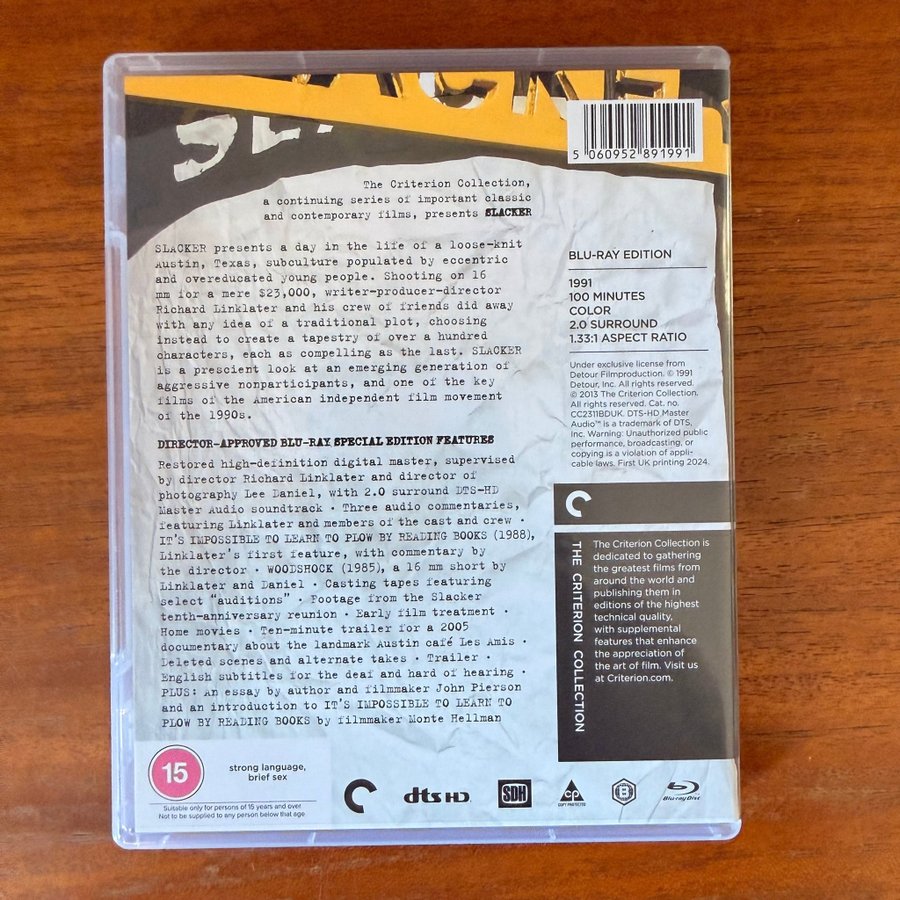 SLACKER
SLA
5 060952 891991
The Criterion Collection,
a continuing series of important classic
and contemporary films, presents SLACKER
SLACKER presents a day in the life of a loose-knit
Austin, Texas, subculture populated by eccentric
and overeducated young people. Shooting on 16
mm for a mere $23,000, writer-producer-director
Richard Linklater and his crew of friends did away
with any idea of a traditional plot, choosing
instead to create a tapestry of over a hundred
characters, each as compelling as the last. SLACKER
is a prescient look at an emerging generation of
aggressive nonparticipants, and one of the key
films of the American independent film movement
of the 1990s.
DIRECTOR-APPROVED BLU-RAY SPECIAL EDITION FEATURES
Restored high-definition digital master, supervised
by director Richard Linklater and director of
photography Lee Daniel, with 2.0 surround DTS-HD
Master Audio soundtrack · Three audio commentaries,
featuring Linklater and members of the cast and crew ·
IT'S IMPOSSIBLE TO LEARN TO PLOW BY READING BOOKS (1988),
Linklater's first feature, with commentary by
the director · WOODSHOCK (1985), a 16 mm short by
Linklater and Daniel · Casting tapes featuring
select "auditions" · Footage from the Slacker
tenth-anniversary reunion · Early film treatment ·
Home movies · Ten-minute trailer for a 2005
documentary about the landmark Austin café Les Amis ·
Deleted scenes and alternate takes · Trailer ·
English subtitles for the deaf and hard of hearing ·
PLUS: An essay by author and filmmaker John Pierson
and an introduction to IT'S IMPOSSIBLE TO LEARN TO
PLOW BY READING BOOKS by filmmaker Monte Hellman
BLU-RAY EDITION
1991
100 MINUTES
COLOR
2.0 SURROUND
1.33:1 ASPECT RATIO
Under exclusive license from
Detour Filmproduction. © 1991
Detour, Inc. All rights reserved.
© 2013 The Criterion Collection.
All rights reserved. Cat. no.
CC2311BDUK. DTS-HD Master
Audio™ is a trademark of DTS,
Inc. Warning: Unauthorized public
performance, broadcasting, or
copying is a violation of appli-
cable laws. First UK printing 2024.
THE CRITERION COLLECTION
The Criterion Collection is
dedicated to gathering
the greatest films from
around the world and
publishing them in
editions of the highest
technical quality,
with supplemental
features that enhance
the appreciation of
the art of film. Visit us
at Criterion.com.
15
strong language,
brief sex
Suitable only for persons of 15 years and over
Not to be supplied to any person below that age
dts HD
SDH
CP
COPY PROTECTED
B
Blu-ray Disc